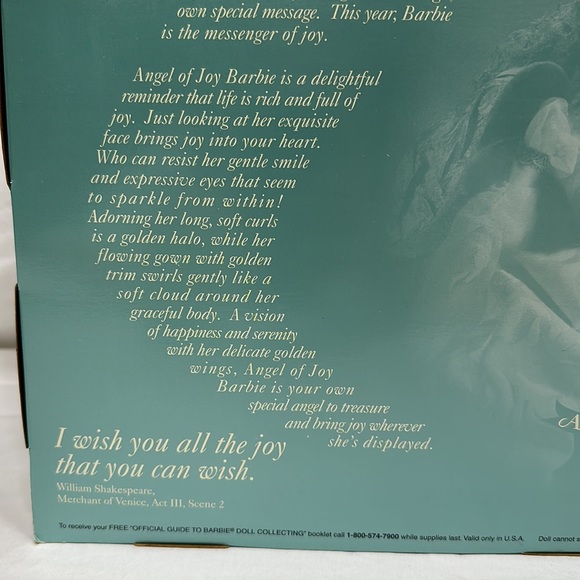 own special message. This year, Barbie
is the messenger of joy.
Angel of Joy Barbie is a delightful
reminder that life is rich and full of
joy. Just looking at her exquisite
face brings joy into your heart.
Who can resist her gentle smile
and expressive eyes that seem
to sparkle from within!
Adorning her long, soft curls
is a golden halo, while her
flowing gown with golden
trim swirls gently like a
soft cloud around her
graceful body. A vision
of happiness and serenity
with her delicate golden
wings, Angel of Joy
Barbie is your own
special angel to treasure
and bring joy wherever
she's displayed.
I wish you all the joy
that you can wish.
William Shakespeare,
Merchant of Venice, Act III, Scene 2
To receive your FREE "OFFICIAL GUIDE TO BARBIE® DOLL COLLECTING" booklet call 1-800-574-7900 while supplies last. Valid only in U.S.A. Doll cannot